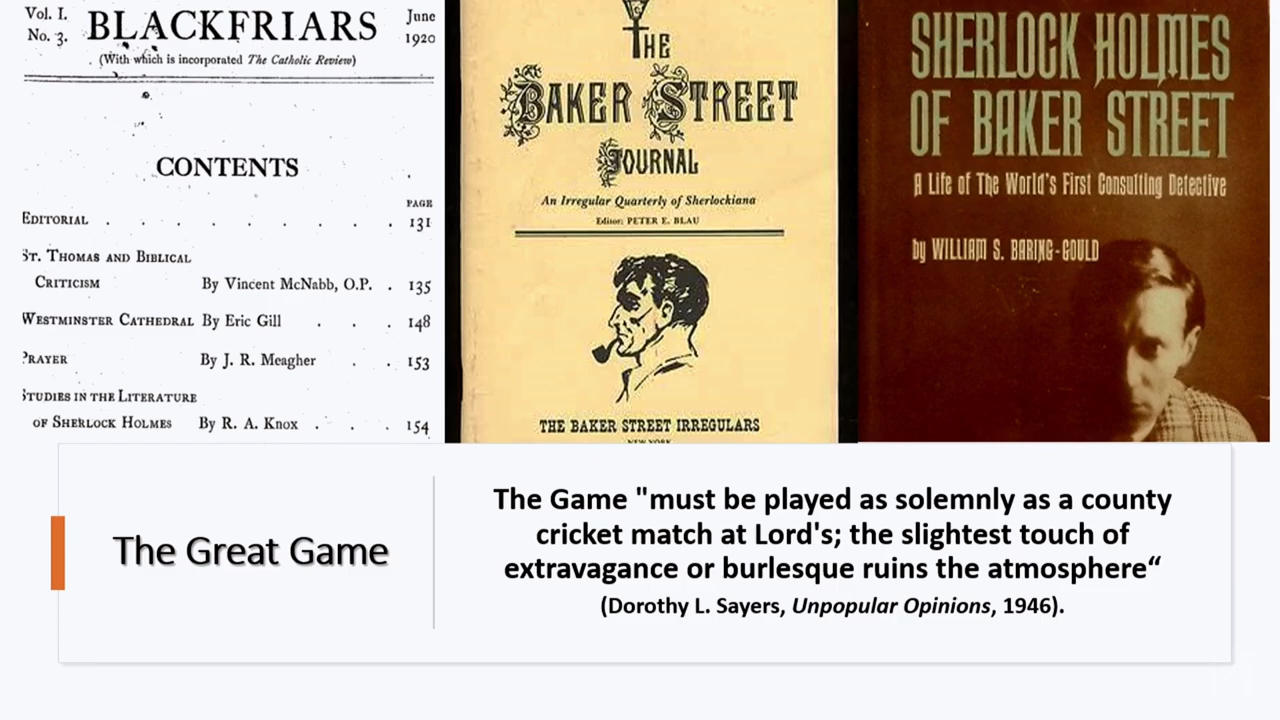 Vol. I.
No. 3.
BLACKFRIARS
June
1920
(With which is incorporated The Catholic Review)
CONTENTS
PAGE
EDITORIAL . . . . . . . . . 131
ST. THOMAS AND BIBLICAL
CRITICISM By Vincent McNabb, O.P. . 135
WESTMINSTER CATHEDRAL By Eric Gill . . . 148
PRAYER By J. R. Meagher . . 153
STUDIES IN THE LITERATURE
OF SHERLOCK HOLMES By R. A. Knox . . . 154
THE
BAKER STREET
JOURNAL
An Irregular Quarterly of Sherlockiana
Editor: PETER E. BLAU
THE BAKER STREET IRREGULARS
NEW YORK
SHERLOCK HOLMES
OF BAKER STREET
A Life of The World's First Consulting Detective
by WILLIAM S. BARING-GOULD
The Great Game
The Game "must be played as solemnly as a county
cricket match at Lord's; the slightest touch of
extravagance or burlesque ruins the atmosphere“
(Dorothy L. Sayers, Unpopular Opinions, 1946).